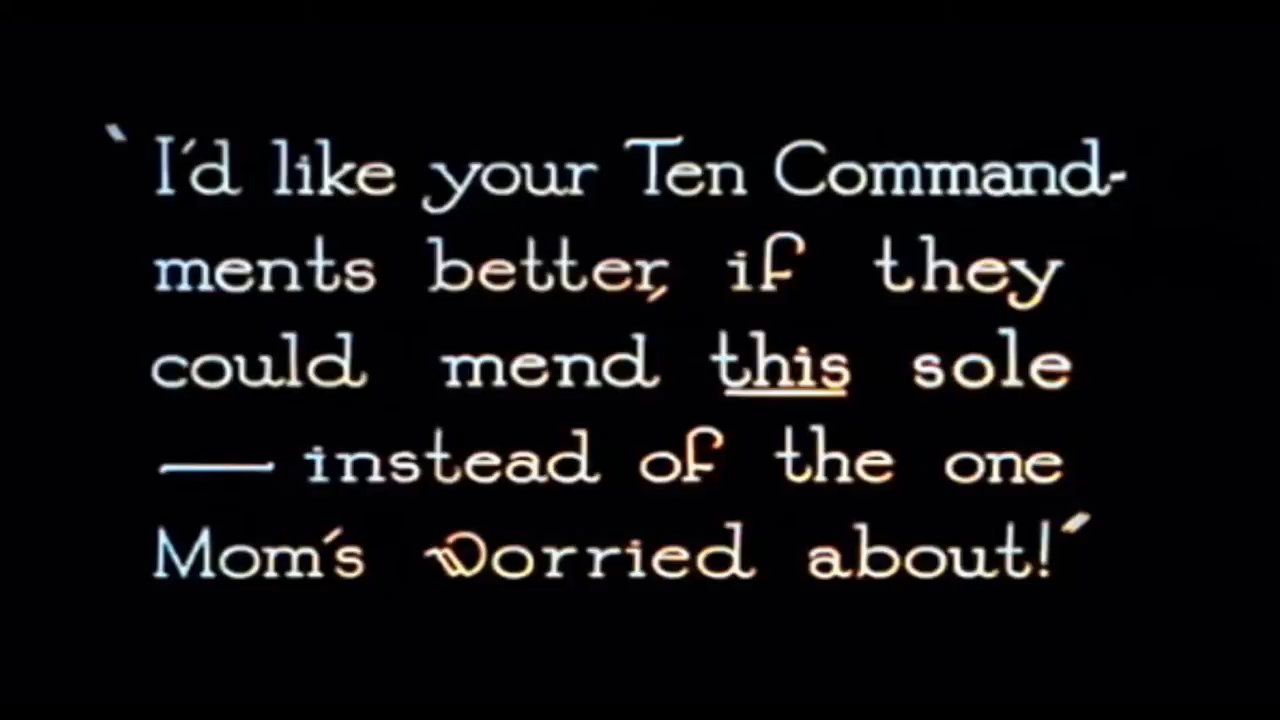 ‵I'd like your Ten Command-
ments better, if they
could mend this sole
— instead of the one
Mom's worried about!′